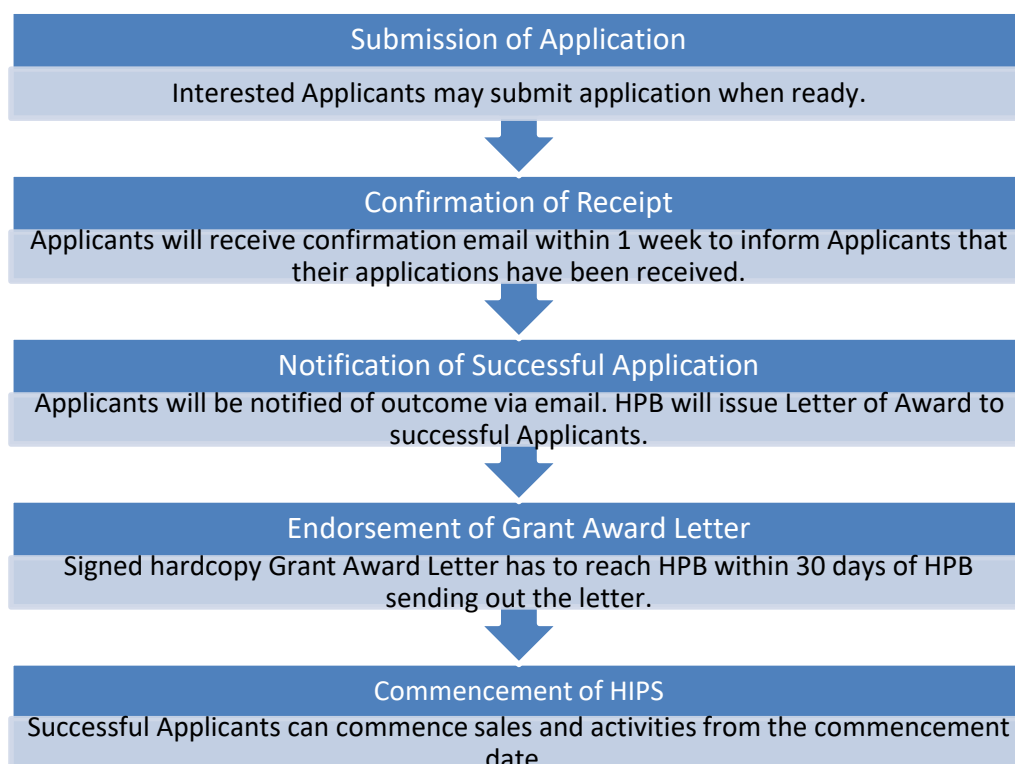 Submission of Application
Interested Applicants may submit application when ready.
Confirmation of Receipt
Applicants will receive confirmation email within 1 week to inform Applicants that
their applications have been received.
Notification of Successful Application
Applicants will be notified of outcome via email. HPB will issue Letter of Award to
successful Applicants.
Endorsement of Grant Award Letter
Signed hardcopy Grant Award Letter has to reach HPB within 30 days of HPB
sending out the letter.
Commencement of HIPS
Successful Applicants can commence sales and activities from the commencement
date.